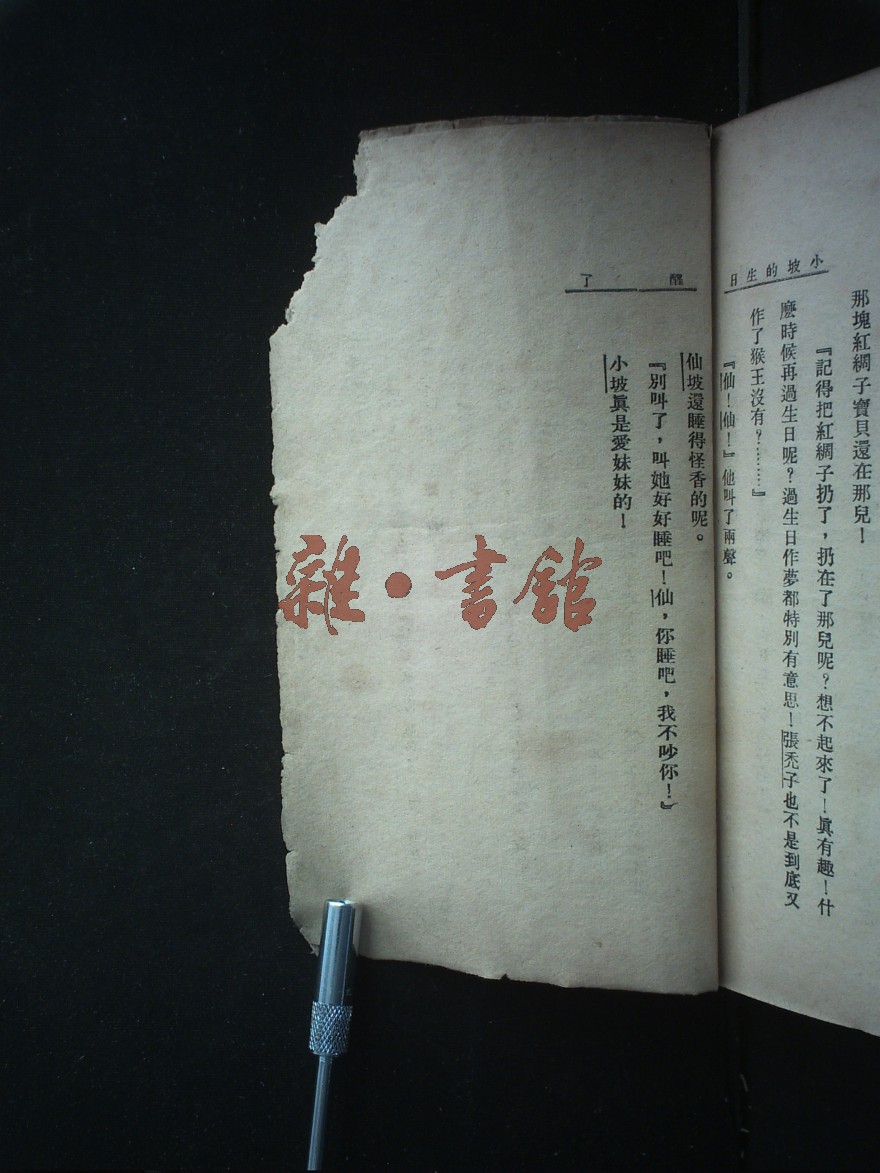 小坡的生日
那塊紅綢子寶貝還在那兒！
『記得把紅綢子扔了，扔在了那兒呢？想不起來了！眞有趣！什
麽時候再過生日呢？過生日作夢都特別有意思！張禿子也不是到底又
作了猴王沒有？………』
『仙！仙！』他叫了兩聲。
醒了
仙坡還睡得怪香的呢。
『別叫了，叫她好好睡吧！仙，你睡吧，我不吵你！』
小坡眞是愛妹妹的！
雜·書館